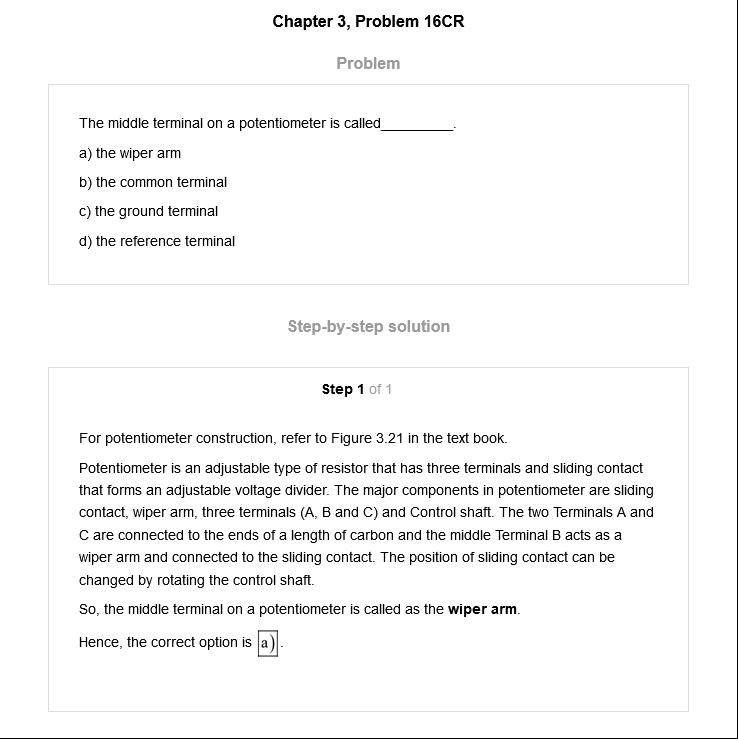 Chapter 3, Problem 16CR
Problem
The middle terminal on a potentiometer is called_________.
a) the wiper arm
b) the common terminal
c) the ground terminal
d) the reference terminal
Step-by-step solution
Step 1 of 1
For potentiometer construction, refer to Figure 3.21 in the text book.
Potentiometer is an adjustable type of resistor that has three terminals and sliding contact
that forms an adjustable voltage divider. The major components in potentiometer are sliding
contact, wiper arm, three terminals (A, B and C) and Control shaft. The two Terminals A and
C are connected to the ends of a length of carbon and the middle Terminal B acts as a
wiper arm and connected to the sliding contact. The position of sliding contact can be
changed by rotating the control shaft.
So, the middle terminal on a potentiometer is called as the wiper arm.
Hence, the correct option is a).